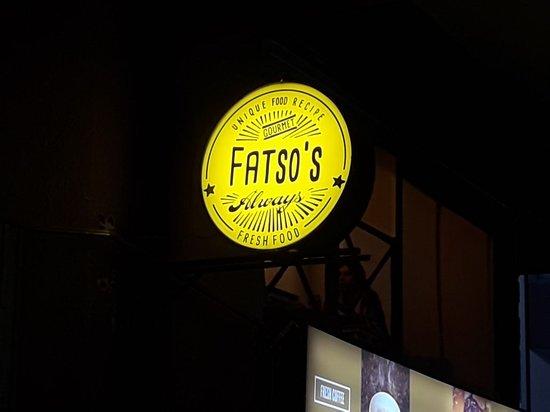 UNIQUE FOOD RECIPE
GOURMET
FATSO'S
Always
FRESH FOOD
FRESH COFFEE